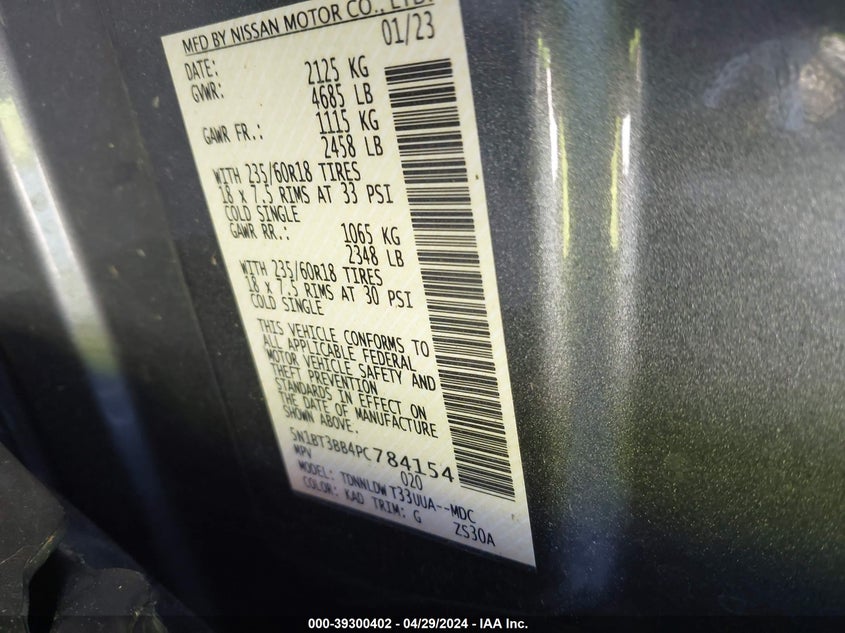 MFD BY NISSAN MOTOR CO., LTD.
DATE: 01/23
GVWR: 2125 KG
4685 LB
GAWR FR.: 1115 KG
2458 LB
WITH 235/60R18 TIRES
18 x 7.5 RIMS AT 33 PSI
COLD SINGLE
GAWR RR.: 1065 KG
2348 LB
WITH 235/60R18 TIRES
18 x 7.5 RIMS AT 30 PSI
COLD SINGLE
THIS VEHICLE CONFORMS TO
ALL APPLICABLE FEDERAL
MOTOR VEHICLE SAFETY AND
THEFT PREVENTION
STANDARDS IN EFFECT ON
THE DATE OF MANUFACTURE
SHOWN ABOVE.
5N1BT3BB4PC784154
MPV 020
MODEL: TDNNLDW T33UUA--MDC
COLOR: KAD TRIM: G ZS30A
000-39300402 - 04/29/2024 - IAA Inc.